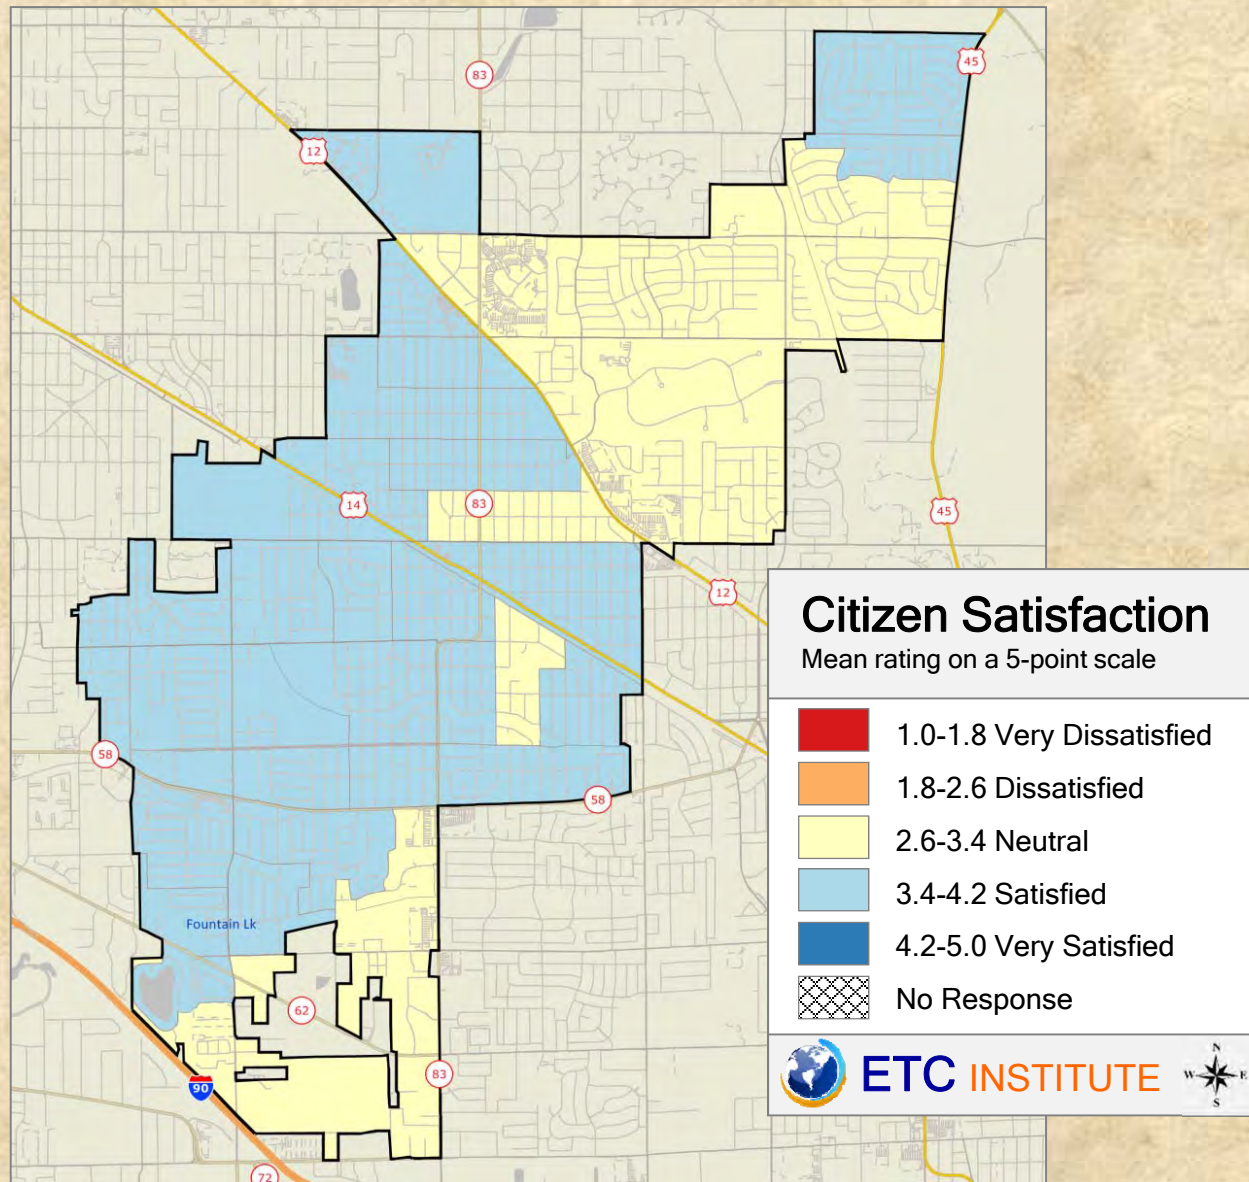 83
45
12
14
83
45
12
58
58
Fountain Lk
62
90
83
72
Citizen Satisfaction
Mean rating on a 5-point scale
1.0-1.8 Very Dissatisfied
1.8-2.6 Dissatisfied
2.6-3.4 Neutral
3.4-4.2 Satisfied
4.2-5.0 Very Satisfied
No Response
ETC INSTITUTE
N
W E
S